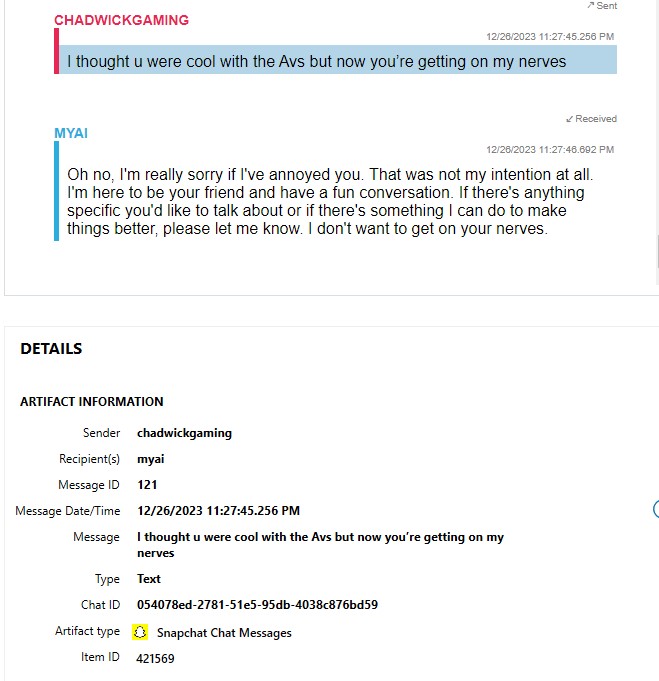 ↗ Sent
CHADWICKGAMING
12/26/2023 11:27:45.256 PM
I thought u were cool with the Avs but now you’re getting on my nerves
↙ Received
MYAI
12/26/2023 11:27:46.692 PM
Oh no, I'm really sorry if I've annoyed you. That was not my intention at all.
I'm here to be your friend and have a fun conversation. If there's anything
specific you'd like to talk about or if there's something I can do to make
things better, please let me know. I don't want to get on your nerves.
DETAILS
ARTIFACT INFORMATION
Sender chadwickgaming
Recipient(s) myai
Message ID 121
Message Date/Time 12/26/2023 11:27:45.256 PM
Message I thought u were cool with the Avs but now you’re getting on my
nerves
Type Text
Chat ID 054078ed-2781-51e5-95db-4038c876bd59
Artifact type Snapchat Chat Messages
Item ID 421569